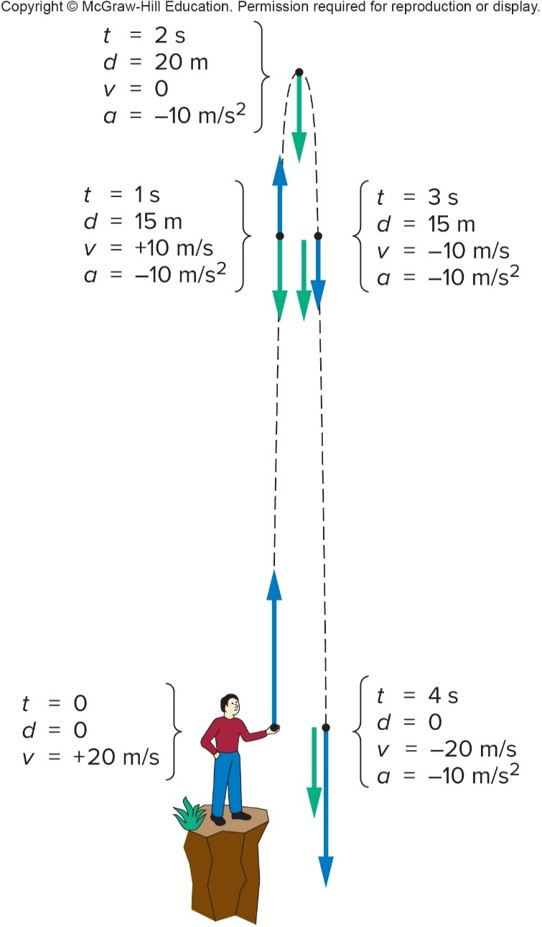 Copyright © McGraw-Hill Education. Permission required for reproduction or display.
t = 2 s
d = 20 m
v = 0
a = –10 m/s²
t = 1 s
d = 15 m
v = +10 m/s
a = –10 m/s²
t = 3 s
d = 15 m
v = –10 m/s
a = –10 m/s²
t = 0
d = 0
v = +20 m/s
t = 4 s
d = 0
v = –20 m/s
a = –10 m/s²